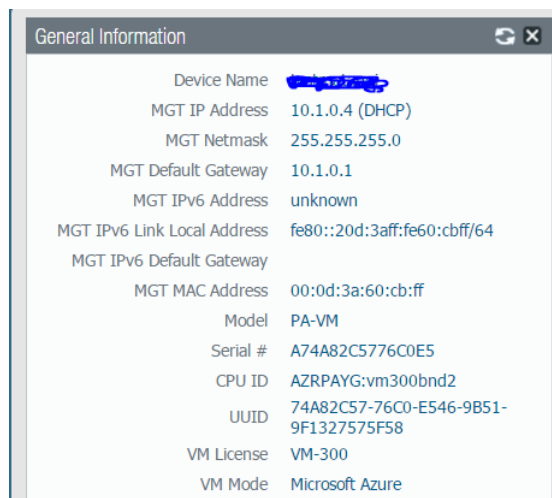 General Information
Device Name
MGT IP Address 10.1.0.4 (DHCP)
MGT Netmask 255.255.255.0
MGT Default Gateway 10.1.0.1
MGT IPv6 Address unknown
MGT IPv6 Link Local Address fe80::20d:3aff:fe60:cbff/64
MGT IPv6 Default Gateway
MGT MAC Address 00:0d:3a:60:cb:ff
Model PA-VM
Serial # A74A82C5776C0E5
CPU ID AZRPAYG:vm300bnd2
UUID 74A82C57-76C0-E546-9B51-
9F1327575F58
VM License VM-300
VM Mode Microsoft Azure